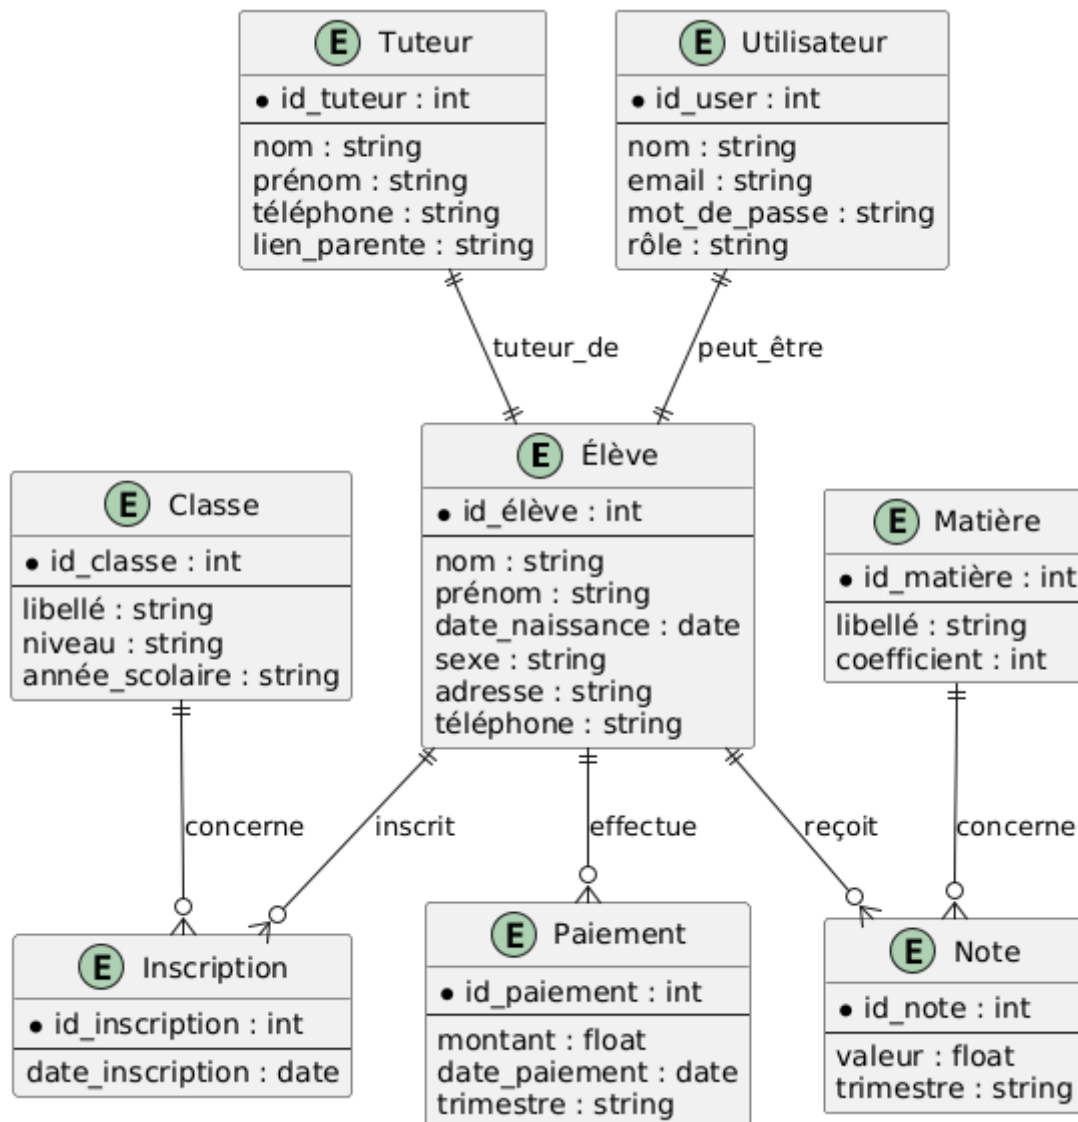 E Tuteur
id_tuteur : int
nom : string
prénom : string
téléphone : string
lien_parente : string
E Utilisateur
id_user : int
nom : string
email : string
mot_de_passe : string
rôle : string
tuteur_de
peut_être
E Classe
id_classe : int
libellé : string
niveau : string
année_scolaire : string
E Élève
id_élève : int
nom : string
prénom : string
date_naissance : date
sexe : string
adresse : string
téléphone : string
E Matière
id_matière : int
libellé : string
coefficient : int
concerne
inscrit
effectue
reçoit
concerne
E Inscription
id_inscription : int
date_inscription : date
E Paiement
id_paiement : int
montant : float
date_paiement : date
trimestre : string
E Note
id_note : int
valeur : float
trimestre : string